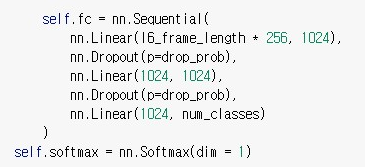 self.fc = nn.Sequential(
nn.Linear(l6_frame_length * 256, 1024),
nn.Dropout(p=drop_prob),
nn.Linear(1024, 1024),
nn.Dropout(p=drop_prob),
nn.Linear(1024, num_classes)
)
self.softmax = nn.Softmax(dim = 1)